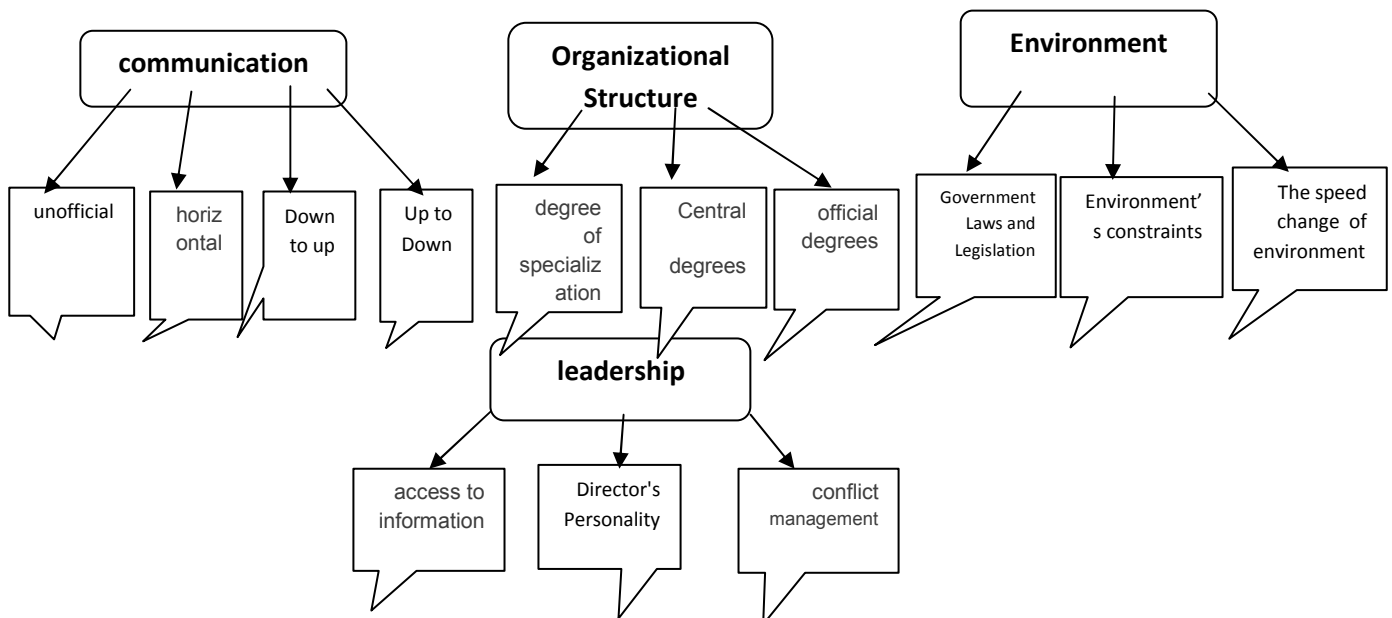 communication
unofficial
horiz
ontal
Down
to up
Up to
Down
Organizational
Structure
degree
of
specializ
ation
Central
degrees
official
degrees
Environment
Government
Laws and
Legislation
Environment'
s constraints
The speed
change of
environment
leadership
access to
information
Director's
Personality
conflict
management